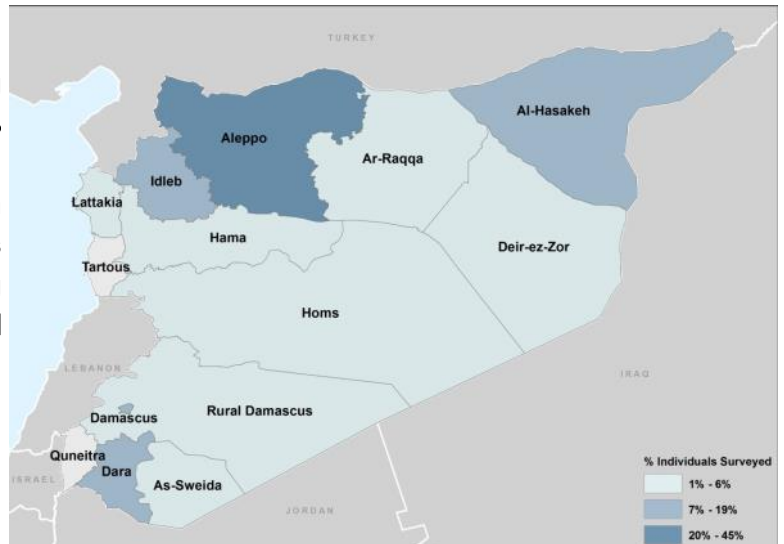 TURKEY
Al-Hasakeh
Aleppo
Ar-Raqqa
Idleb
Lattakia
Hama
Deir-ez-Zor
Tartous
Homs
LEBANON
IRAQ
Damascus
Rural Damascus
Quneitra
Dara
ISRAEL
As-Sweida
JORDAN
% Individuals Surveyed
1% - 6%
7% - 19%
20% - 45%